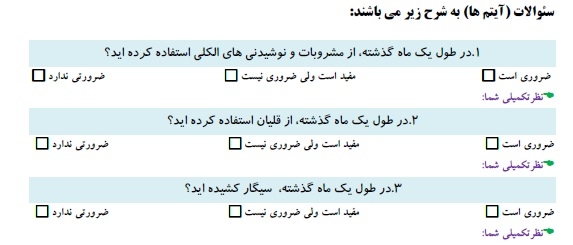 سئوالات (آیتم ها) به شرح زیر می باشند:
۱.در طول یک ماه گذشته، از مشروبات و نوشیدنی های الکلی استفاده کرده اید؟
ضروری است □ مفید است ولی ضروری نیست □ ضرورتی ندارد □
نظرتکمیلی شما:
۲.در طول یک ماه گذشته، از قلیان استفاده کرده اید؟
ضروری است □ مفید است ولی ضروری نیست □ ضرورتی ندارد □
نظرتکمیلی شما:
۳.در طول یک ماه گذشته، سیگار کشیده اید؟
ضروری است □ مفید است ولی ضروری نیست □ ضرورتی ندارد □
نظرتکمیلی شما: